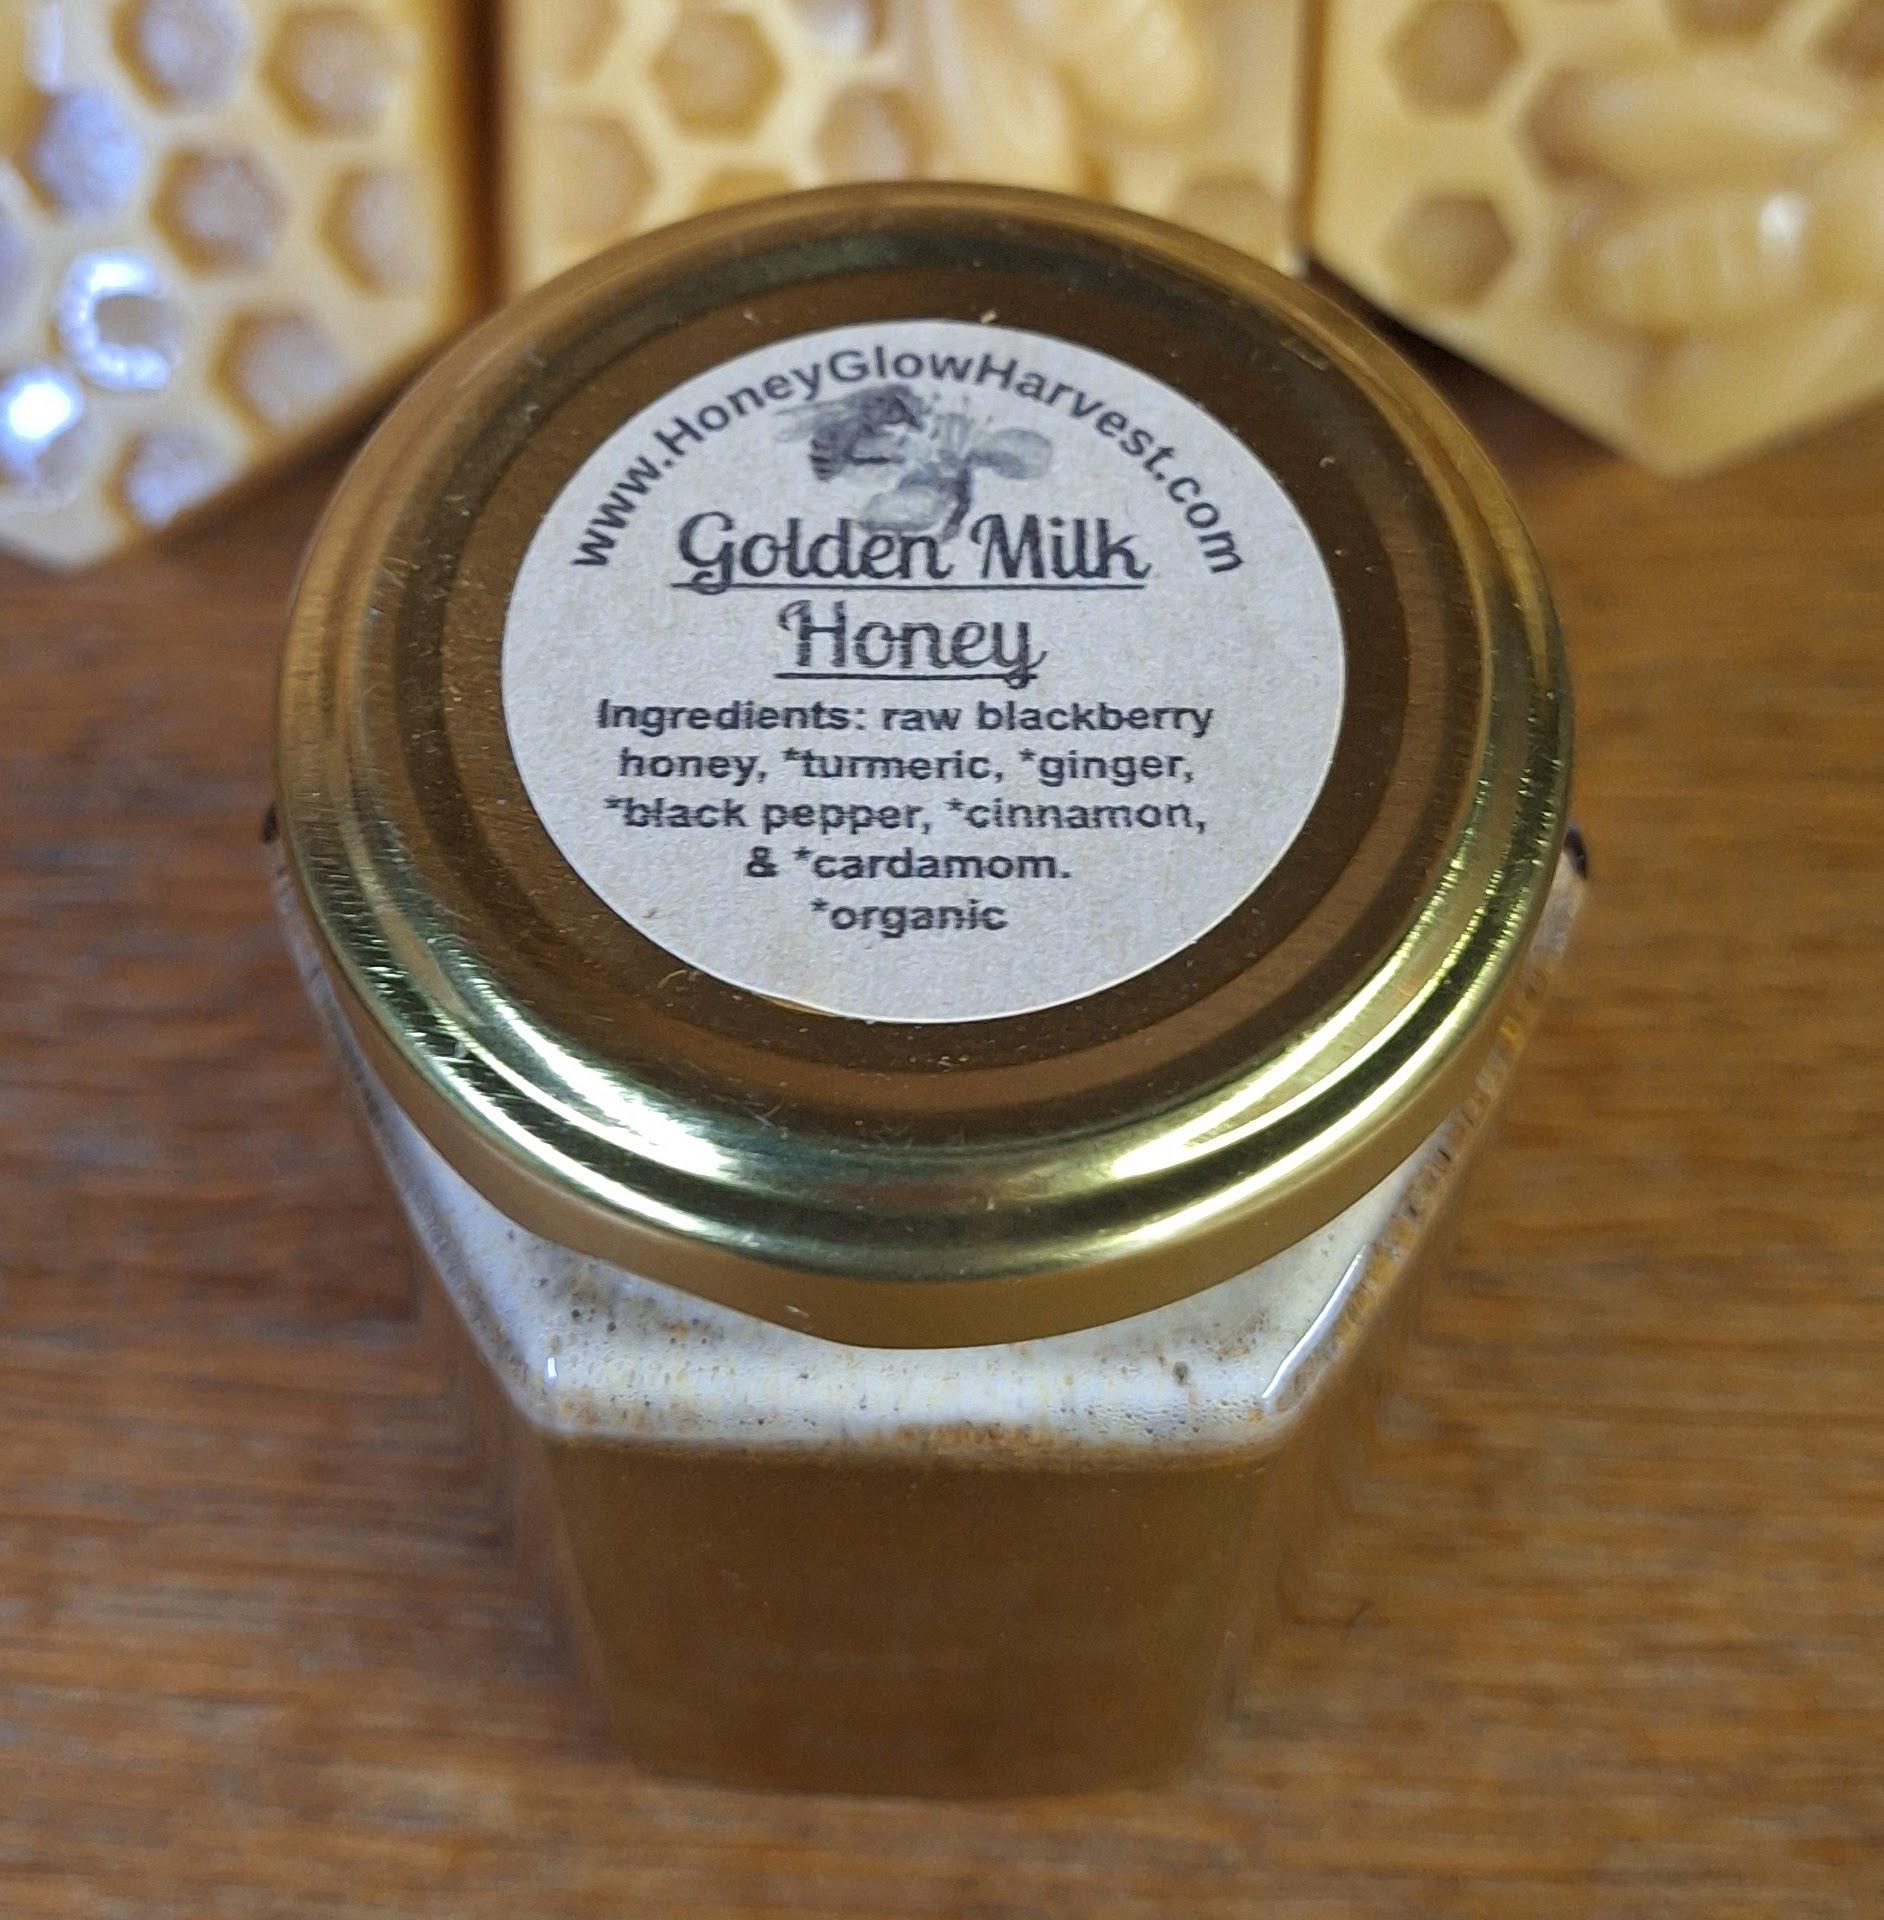 www.HoneyGlowHarvest.com
Golden Milk
Honey
Ingredients: raw blackberry
honey, *turmeric, *ginger,
*black pepper, *cinnamon,
& *cardamom.
*organic